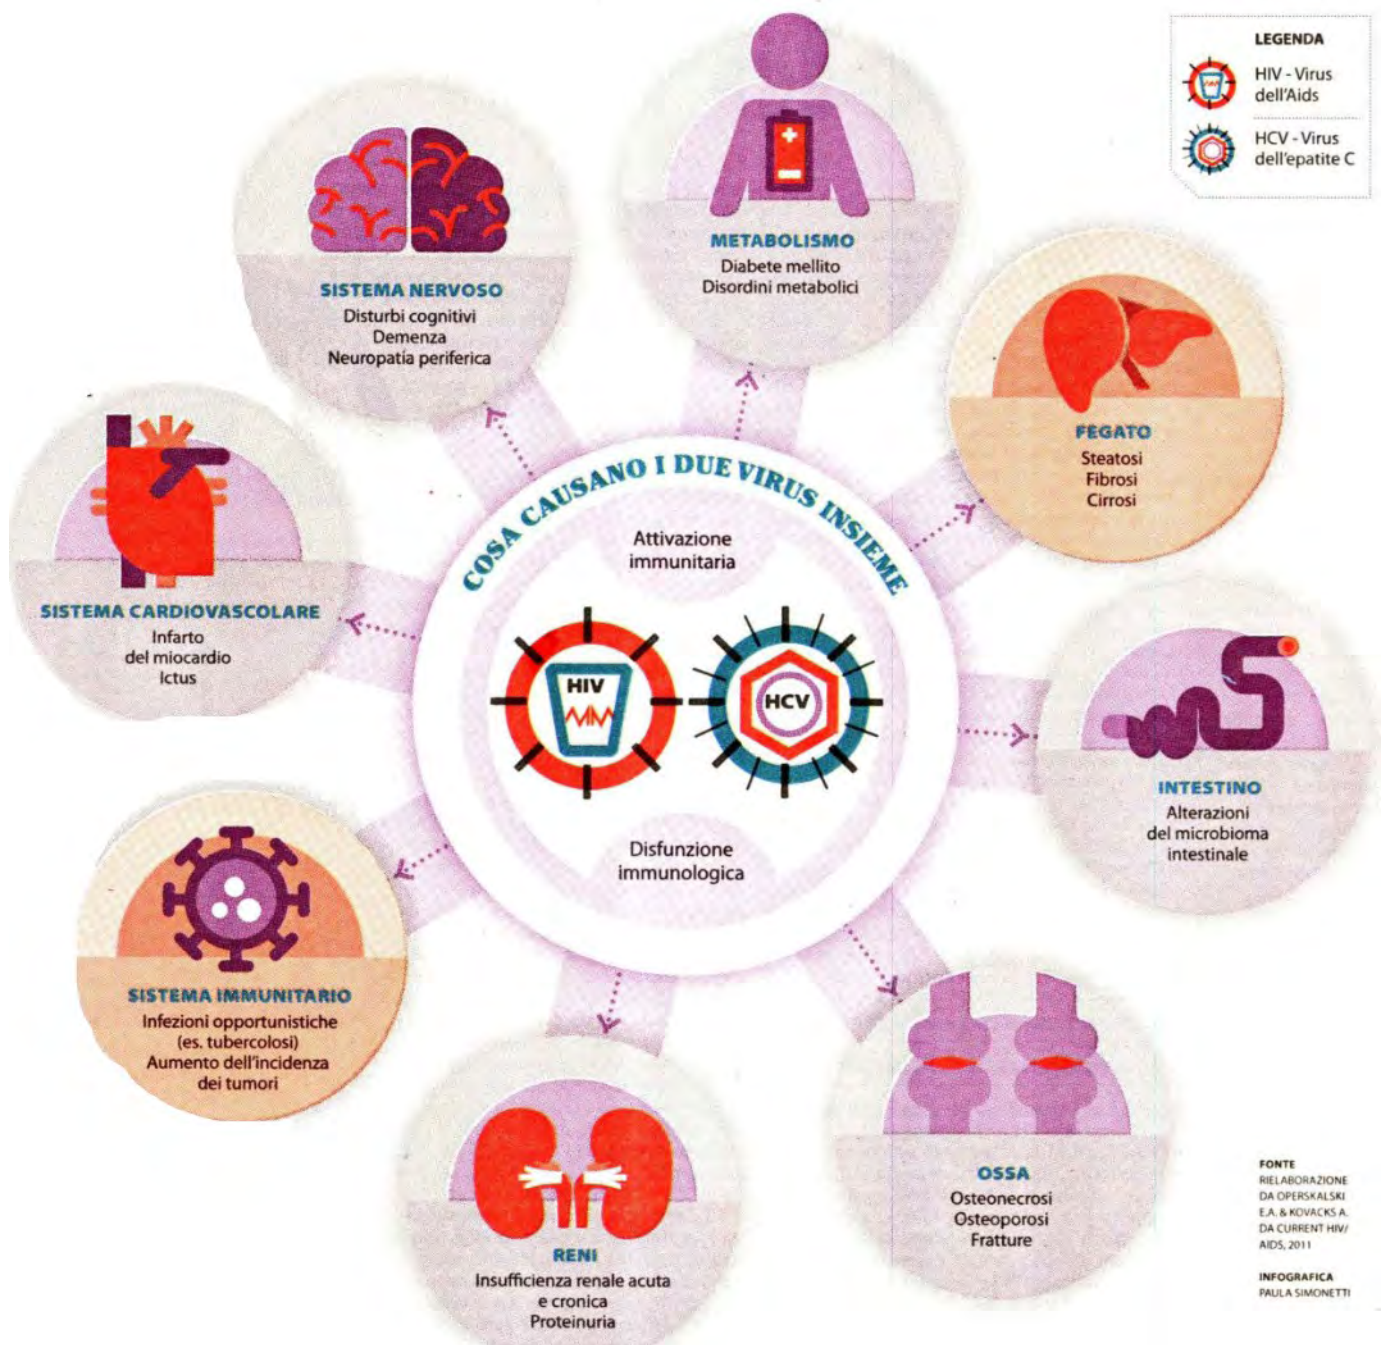 LEGENDA
HIV - Virus
dell'Aids
HCV - Virus
dell'epatite C
METABOLISMO
Diabete mellito
Disordini metabolici
SISTEMA NERVOSO
Disturbi cognitivi
Demenza
Neuropatia periferica
FEGATO
Steatosi
Fibrosi
Cirrosi
SISTEMA CARDIOVASCOLARE
Infarto
del miocardio
Ictus
COSA CAUSANO I DUE VIRUS INSIEME
Attivazione
immunitaria
HIV
HCV
Disfunzione
immunologica
INTESTINO
Alterazioni
del microbioma
intestinale
SISTEMA IMMUNITARIO
Infezioni opportunistiche
(es. tubercolosi)
Aumento dell'incidenza
dei tumori
RENI
Insufficienza renale acuta
e cronica
Proteinuria
OSSA
Osteonecrosi
Osteoporosi
Fratture
FONTE
RIELABORAZIONE
DA OPERSKALSKI
E.A. & KOVACKS A.
DA CURRENT HIV/
AIDS, 2011
INFOGRAFICA
PAULA SIMONETTI